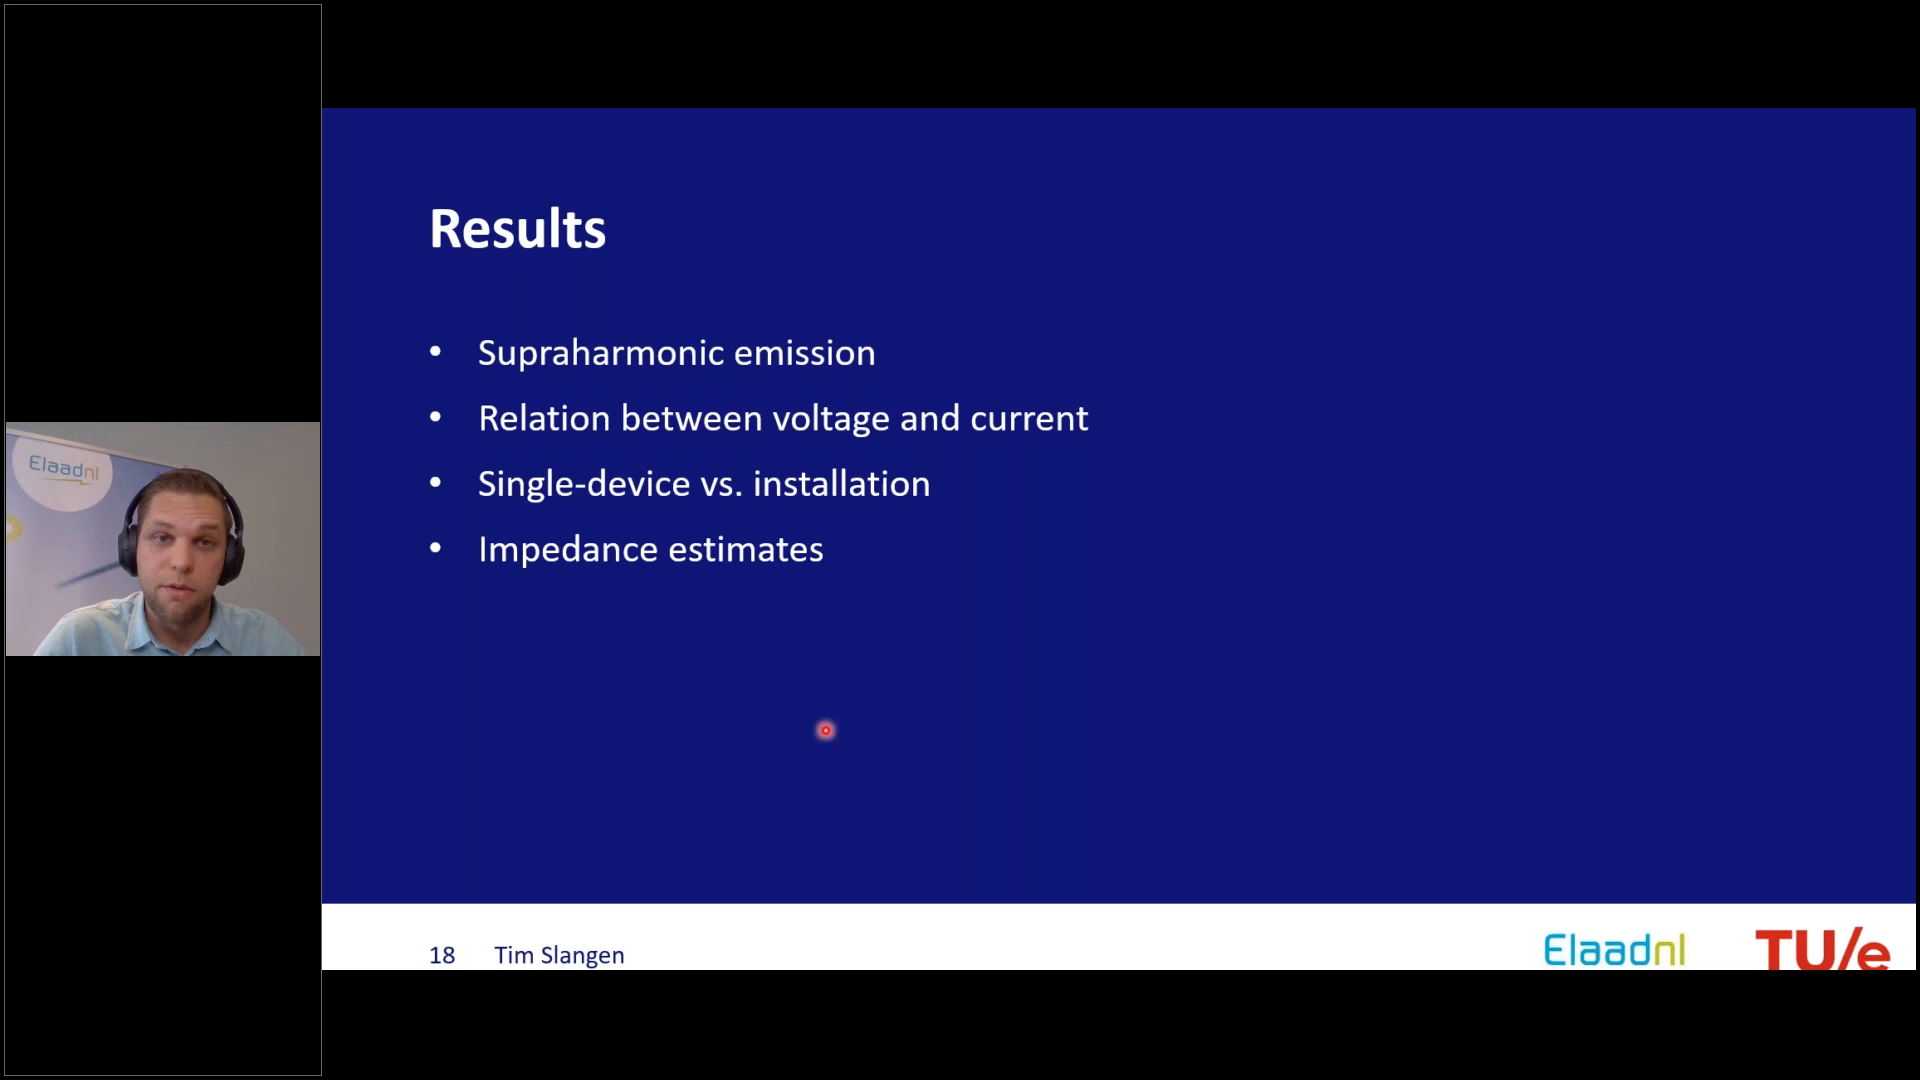 Elaadnl
Results
• Supraharmonic emission
• Relation between voltage and current
• Single-device vs. installation
• Impedance estimates
18 Tim Slangen
Elaadnl
TU/e